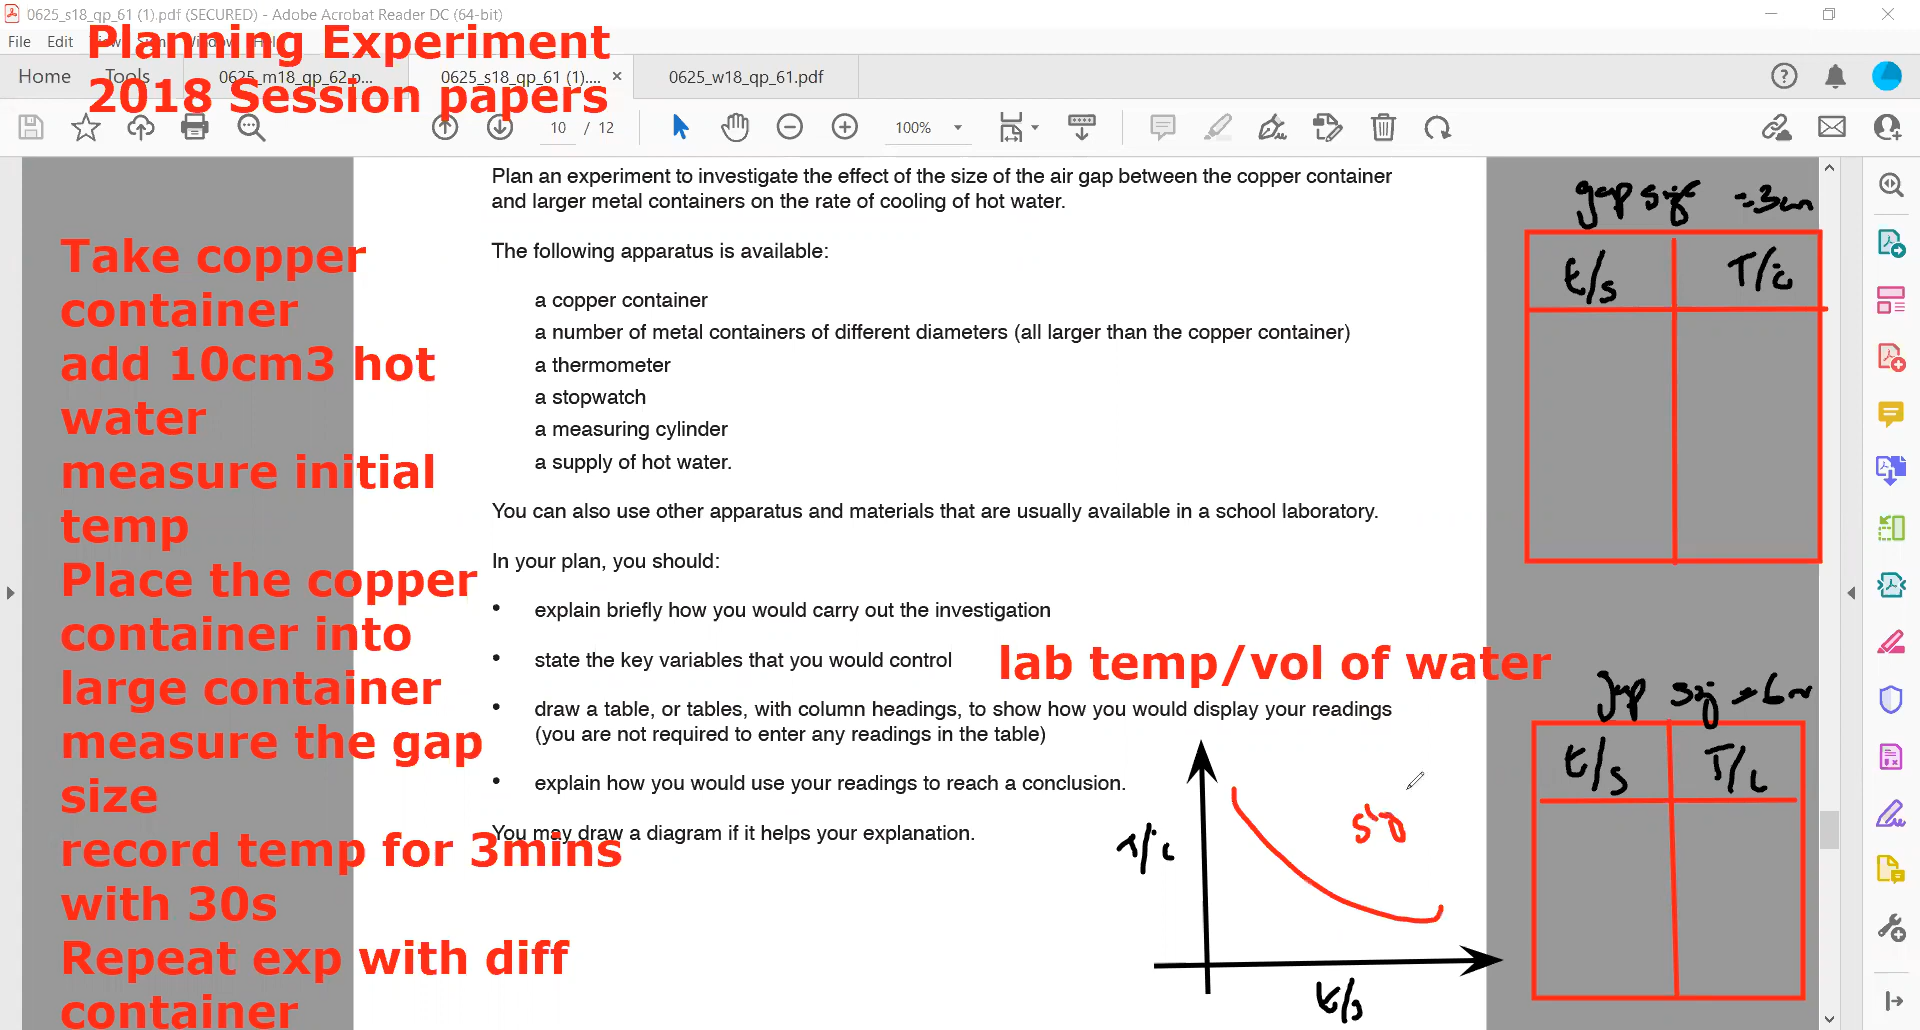 0625_s18_qp_61 (1).pdf (SECURED) - Adobe Acrobat Reader DC (64-bit)
File Edit View Window Help
Planning Experiment
2018 Session papers
Home Tools 0625_m18_qp_62.p... 0625_s18_qp_61 (1).... × 0625_w18_qp_61.pdf
10 / 12 100%
Plan an experiment to investigate the effect of the size of the air gap between the copper container
and larger metal containers on the rate of cooling of hot water.
The following apparatus is available:
a copper container
a number of metal containers of different diameters (all larger than the copper container)
a thermometer
a stopwatch
a measuring cylinder
a supply of hot water.
You can also use other apparatus and materials that are usually available in a school laboratory.
In your plan, you should:
• explain briefly how you would carry out the investigation
• state the key variables that you would control
lab temp/vol of water
• draw a table, or tables, with column headings, to show how you would display your readings
(you are not required to enter any readings in the table)
• explain how you would use your readings to reach a conclusion.
You may draw a diagram if it helps your explanation.
Take copper
container
add 10cm3 hot
water
measure initial
temp
Place the copper
container into
large container
measure the gap
size
record temp for 3mins
with 30s
Repeat exp with diff
container
gap size = 3cm
t/s T/c
t/s T/c
T/c
t/s